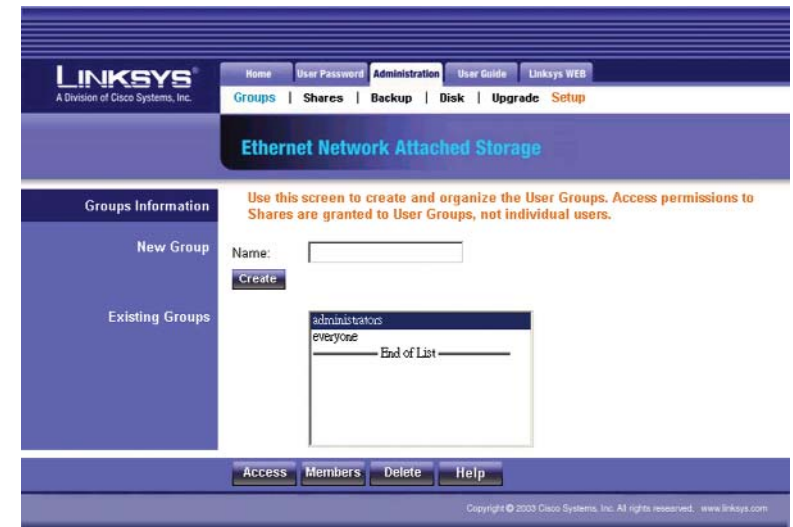 LINKSYS®
A Division of Cisco Systems, Inc.
Home User Password Administration User Guide Linksys WEB
Groups | Shares | Backup | Disk | Upgrade Setup
Ethernet Network Attached Storage
Groups Information
Use this screen to create and organize the User Groups. Access permissions to
Shares are granted to User Groups, not individual users.
New Group
Name:
Create
Existing Groups
administrators
everyone
End of List
Access Members Delete Help
Copyright © 2003 Cisco Systems, Inc. All rights reserved. www.linksys.com